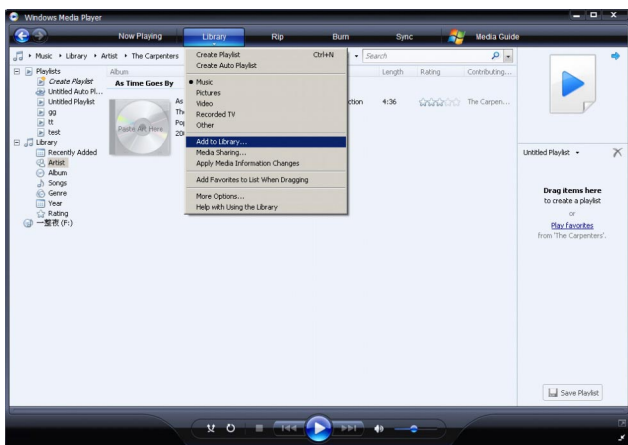 Windows Media Player
Now Playing Library Rip Burn Sync Media Guide
Music Library Artist The Carpenters
Search
Playlists
Create Playlist
Untitled Auto Pl...
Untitled Playlist
gg
tt
test
Library
Recently Added
Artist
Album
Songs
Genre
Year
Rating
一整夜 (F:)
Album
As Time Goes By
Paste Art Here
As
The
Pop
200
Create Playlist Ctrl+N
Create Auto Playlist
Music
Pictures
Video
Recorded TV
Other
Add to Library...
Media Sharing...
Apply Media Information Changes
Add Favorites to List When Dragging
More Options...
Help with Using the Library
Length Rating Contributing...
ction 4:36 The Carpen...
Untitled Playlist
Drag items here
to create a playlist
or
Play favorites
from 'The Carpenters'.
Save Playlist